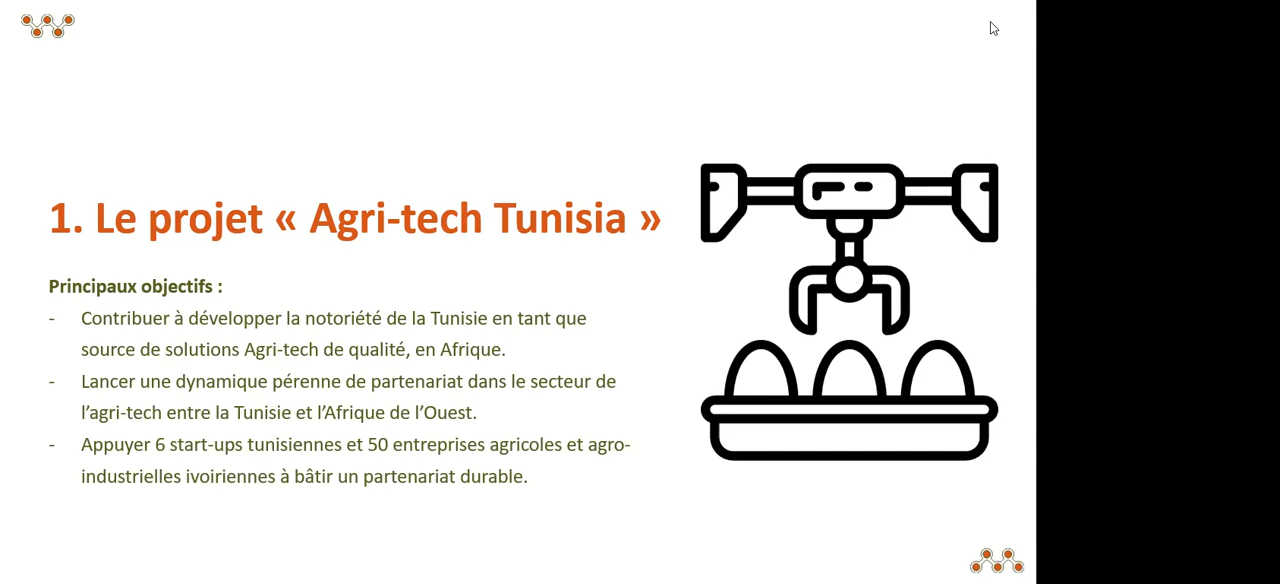 1. Le projet « Agri-tech Tunisia »
Principaux objectifs :
- Contribuer à développer la notoriété de la Tunisie en tant que
source de solutions Agri-tech de qualité, en Afrique.
- Lancer une dynamique pérenne de partenariat dans le secteur de
l’agri-tech entre la Tunisie et l’Afrique de l’Ouest.
- Appuyer 6 start-ups tunisiennes et 50 entreprises agricoles et agro-
industrielles ivoiriennes à bâtir un partenariat durable.